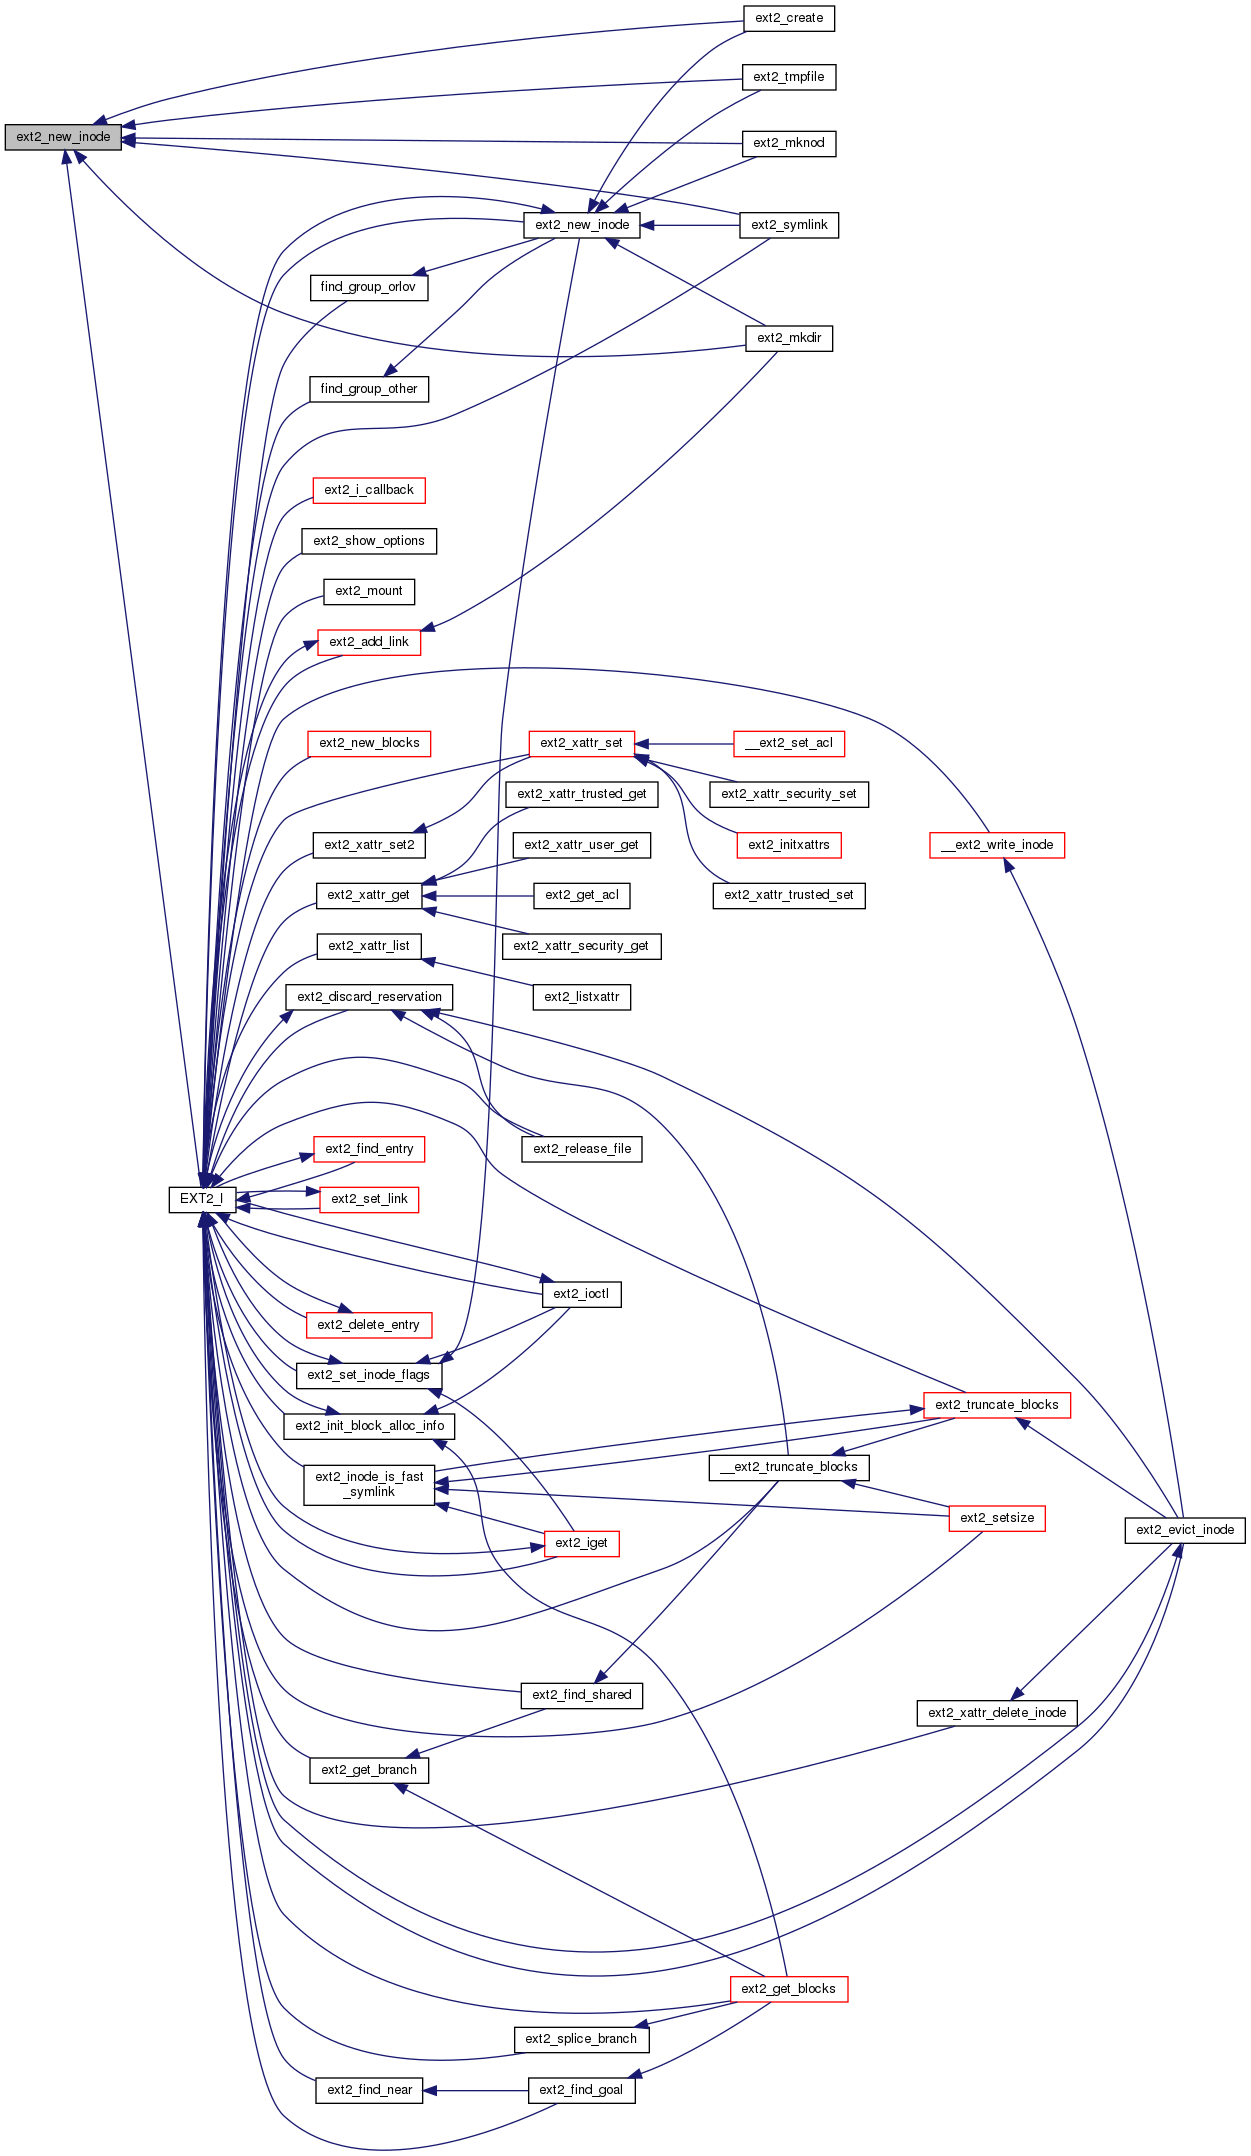 ext2_create
ext2_tmpfile
ext2_new_inode
ext2_mknod
ext2_new_inode
ext2_symlink
find_group_orlov
ext2_mkdir
find_group_other
ext2_i_callback
ext2_show_options
ext2_mount
ext2_add_link
ext2_new_blocks
ext2_xattr_set
__ext2_set_acl
ext2_xattr_trusted_get
ext2_xattr_security_set
ext2_xattr_set2
ext2_xattr_user_get
ext2_initxattrs
__ext2_write_inode
ext2_xattr_get
ext2_get_acl
ext2_xattr_trusted_set
ext2_xattr_list
ext2_xattr_security_get
ext2_discard_reservation
ext2_listxattr
ext2_find_entry
ext2_release_file
EXT2_I
ext2_set_link
ext2_ioctl
ext2_delete_entry
ext2_set_inode_flags
ext2_truncate_blocks
ext2_init_block_alloc_info
__ext2_truncate_blocks
ext2_inode_is_fast
_symlink
ext2_setsize
ext2_evict_inode
ext2_iget
ext2_find_shared
ext2_xattr_delete_inode
ext2_get_branch
ext2_get_blocks
ext2_splice_branch
ext2_find_near
ext2_find_goal